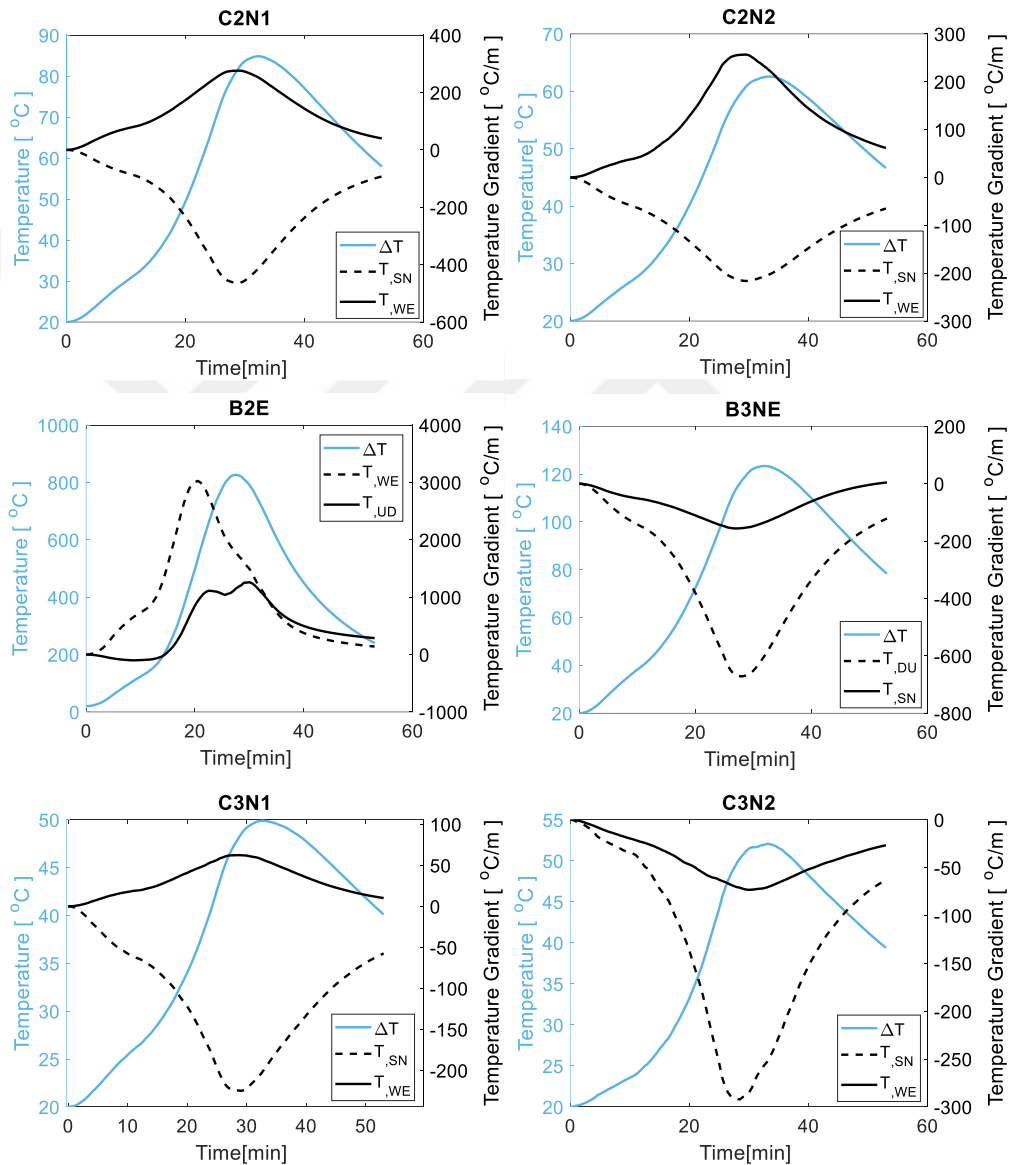 C2N1
90
80
70
60
50
40
30
20
Temperature [ °C ]
400
200
0
-200
-400
-600
Temperature Gradient [ °C/m ]
ΔT
T,SN
T,WE
0 20 40 60
Time[min]
C2N2
70
60
50
40
30
20
Temperature[ °C ]
300
200
100
0
-100
-200
-300
Temperature Gradient [ °C/m ]
ΔT
T,SN
T,WE
0 20 40 60
Time[min]
B2E
1000
800
600
400
200
0
Temperature [ °C ]
4000
3000
2000
1000
0
-1000
Temperature Gradient [ °C/m ]
ΔT
T,WE
T,UD
0 20 40 60
Time[min]
B3NE
140
120
100
80
60
40
20
Temperature [ °C ]
200
0
-200
-400
-600
-800
Temperature Gradient [ °C/m ]
ΔT
T,DU
T,SN
0 20 40 60
Time[min]
C3N1
50
45
40
35
30
25
20
Temperature [ °C ]
100
50
0
-50
-100
-150
-200
Temperature Gradient [ °C/m ]
ΔT
T,SN
T,WE
0 10 20 30 40 50
Time[min]
C3N2
55
50
45
40
35
30
25
20
Temperature [ °C ]
0
-50
-100
-150
-200
-250
-300
Temperature Gradient [ °C/m ]
ΔT
T,SN
T,WE
0 20 40 60
Time[min]